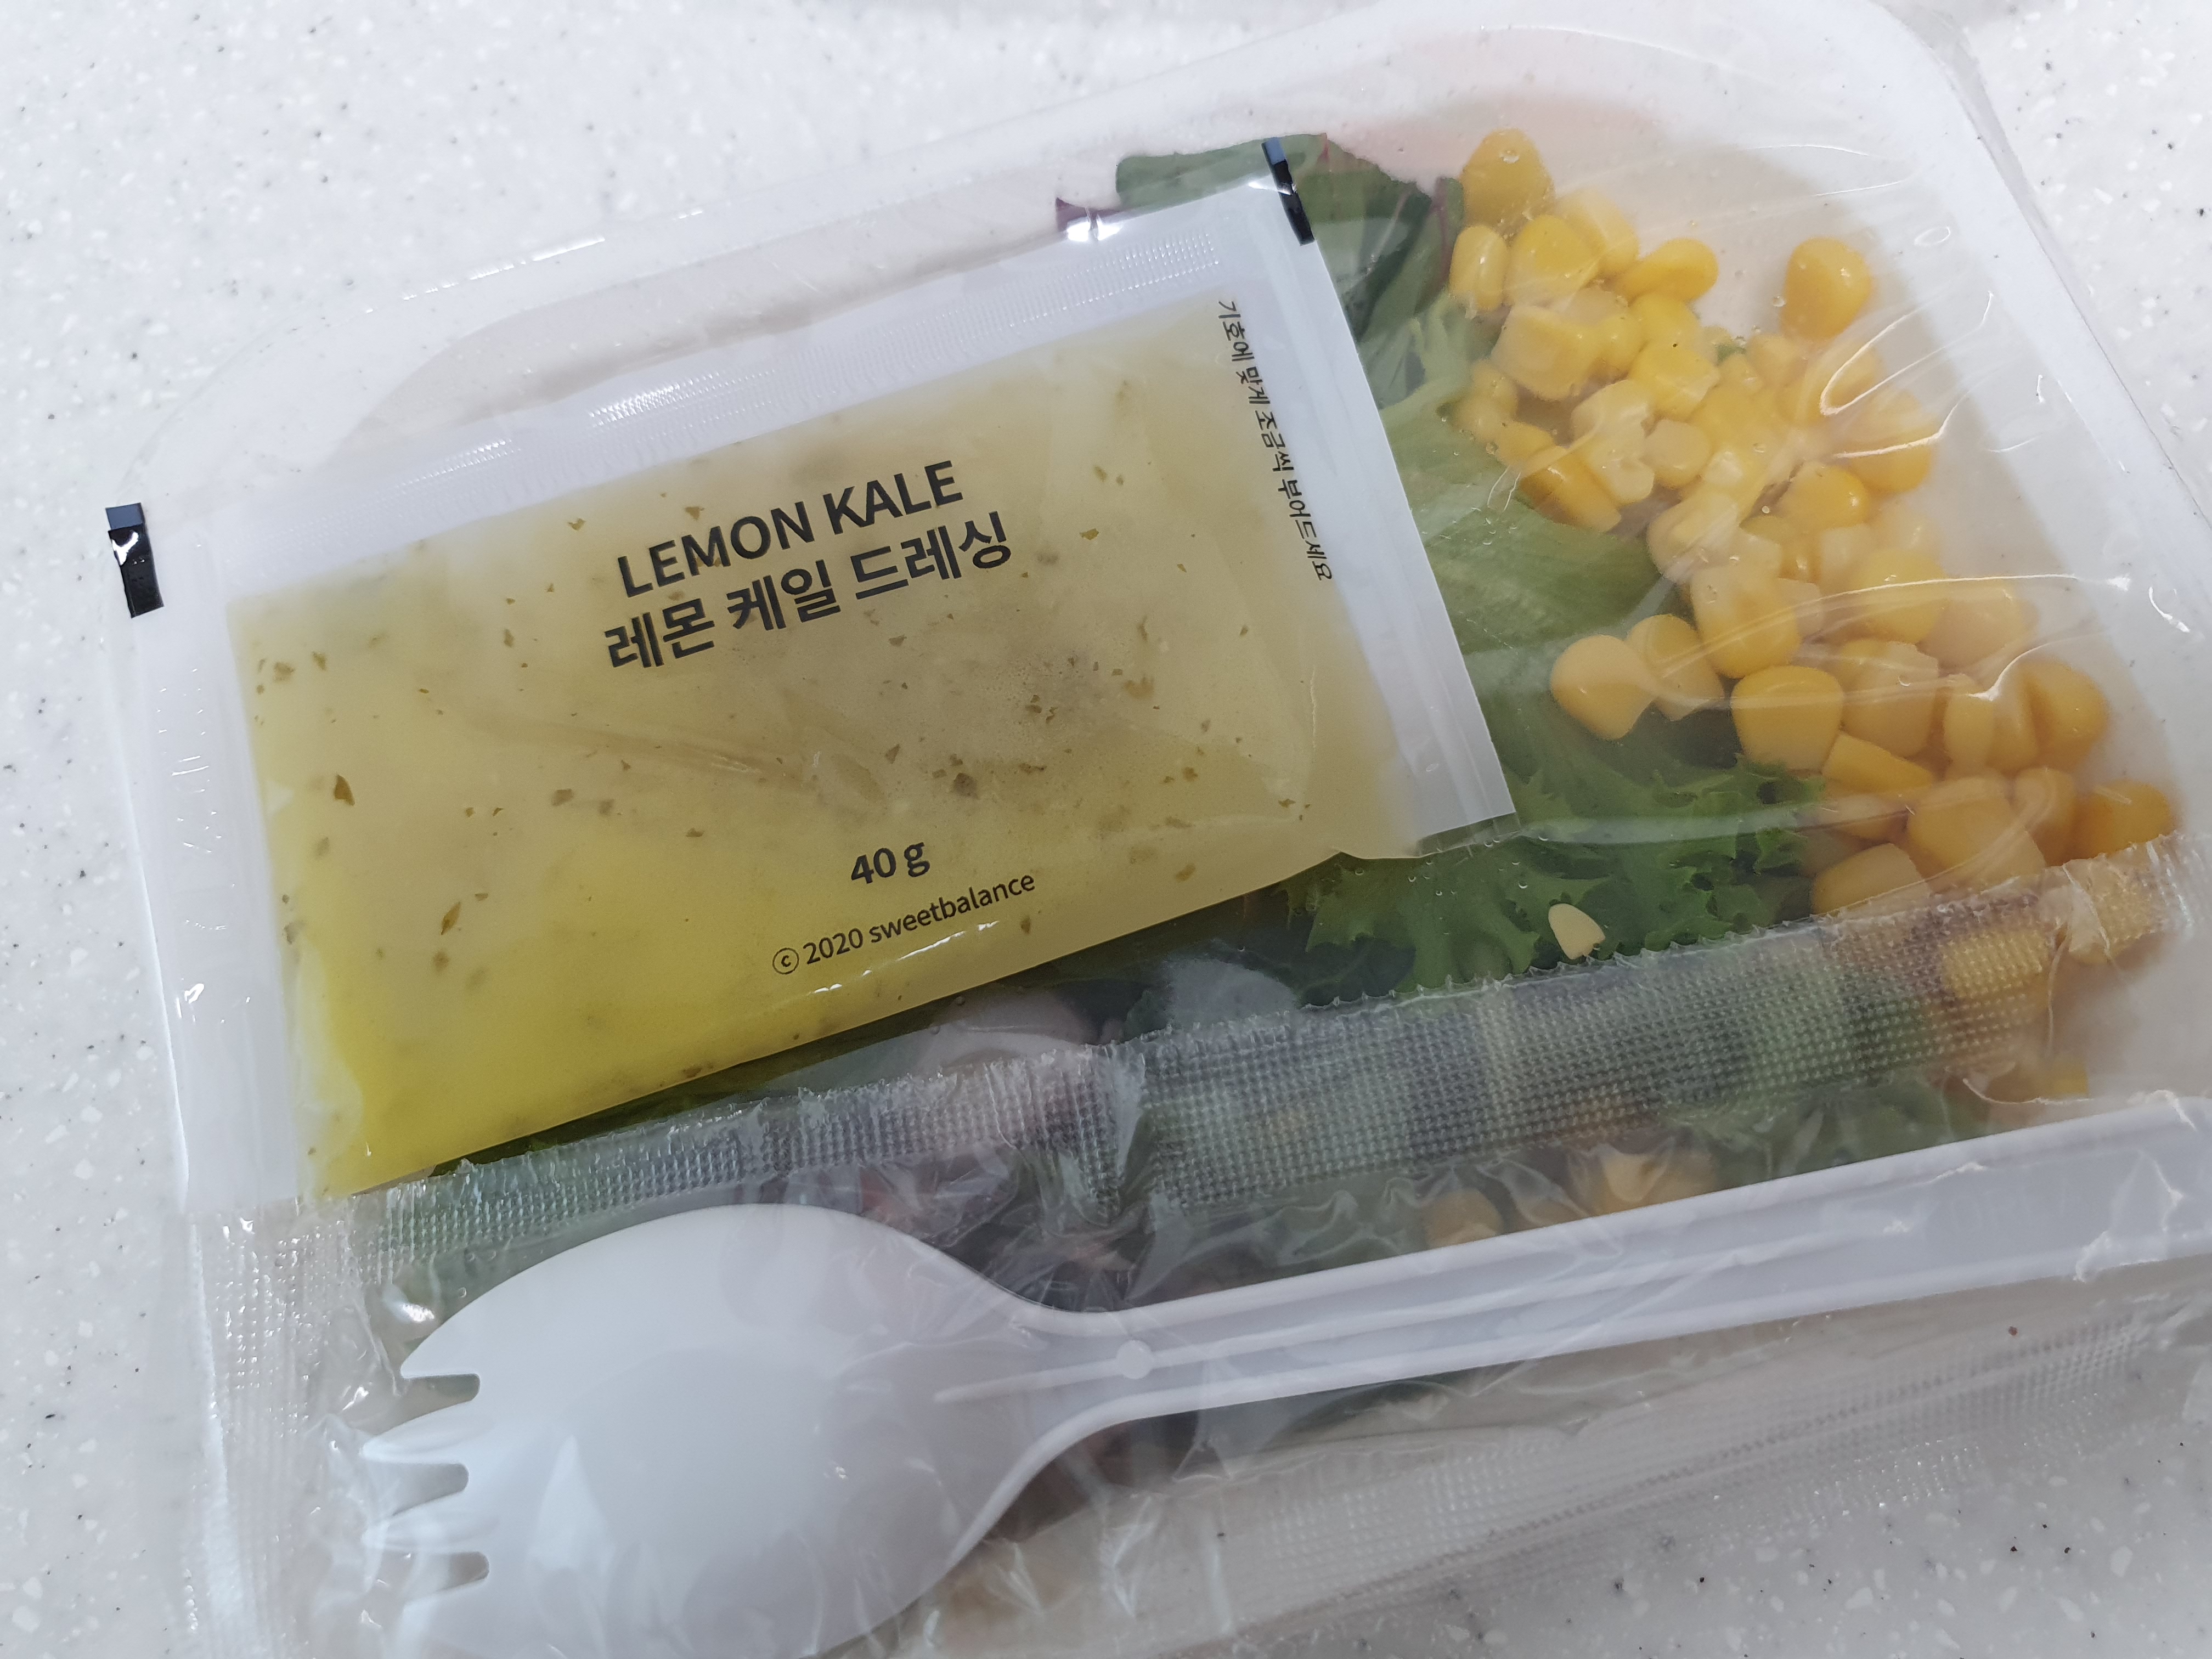 LEMON KALE
레몬 케일 드레싱
40 g
ⓒ 2020 sweetbalance
기호에 맞게 조금씩 부어드세요